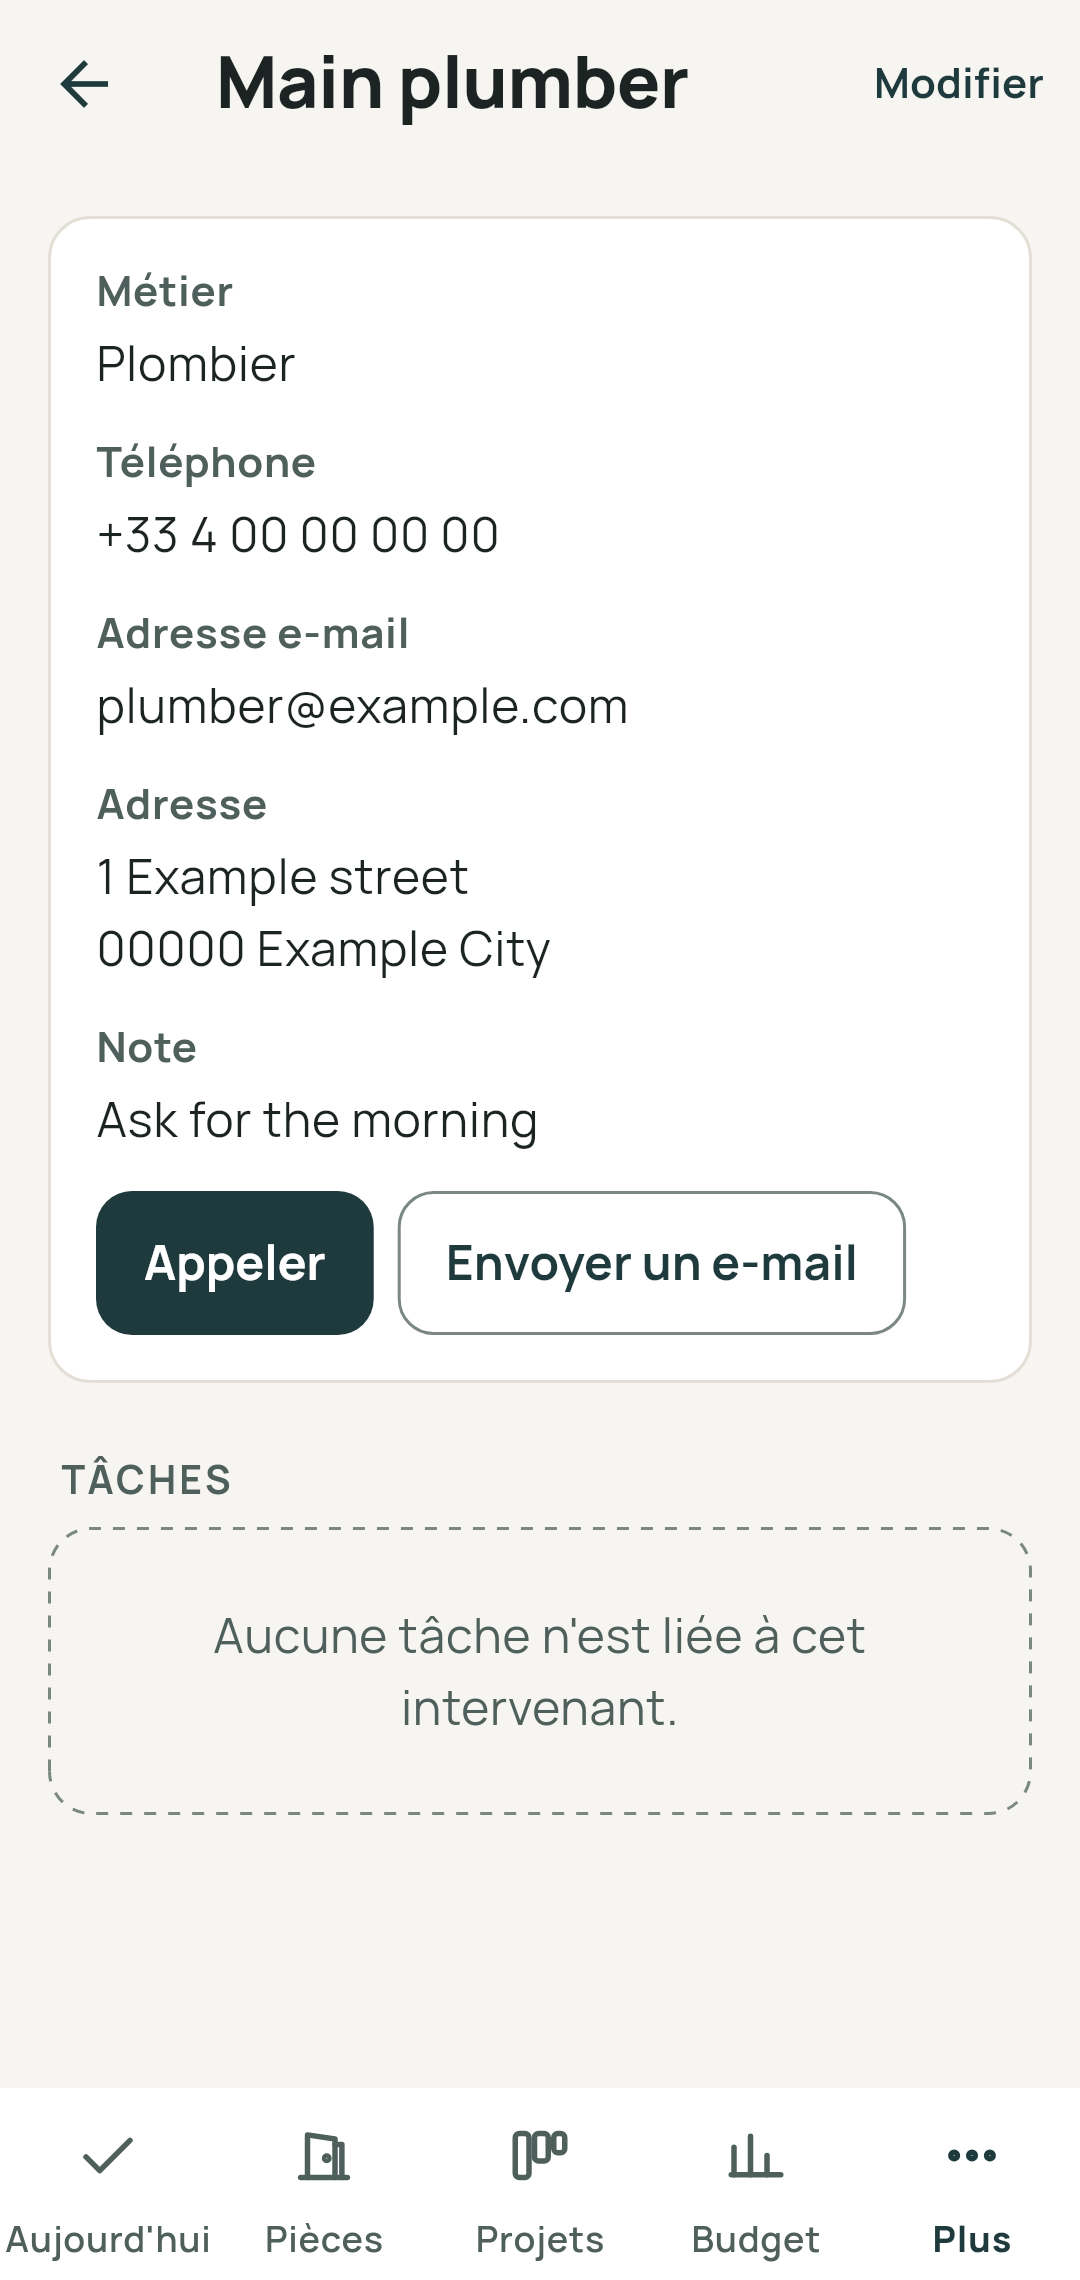 Main plumber
Modifier
Métier
Plombier
Téléphone
+33 4 00 00 00 00
Adresse e-mail
plumber@example.com
Adresse
1 Example street
00000 Example City
Note
Ask for the morning
Appeler
Envoyer un e-mail
TÂCHES
Aucune tâche n'est liée à cet
intervenant.
Aujourd'hui
Pièces
Projets
Budget
Plus